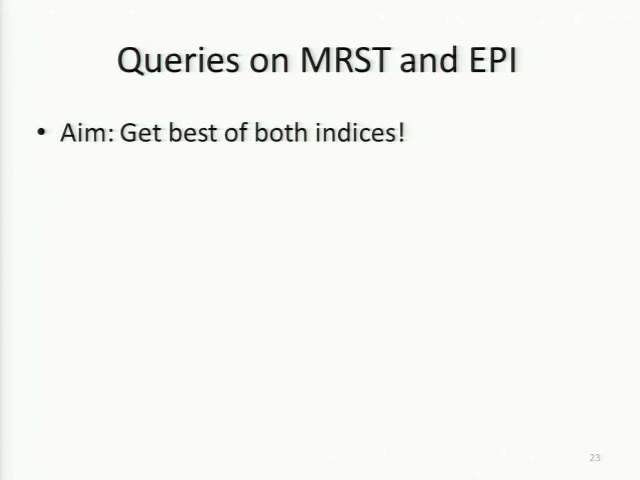 Queries on MRST and EPI
• Aim: Get best of both indices!
23